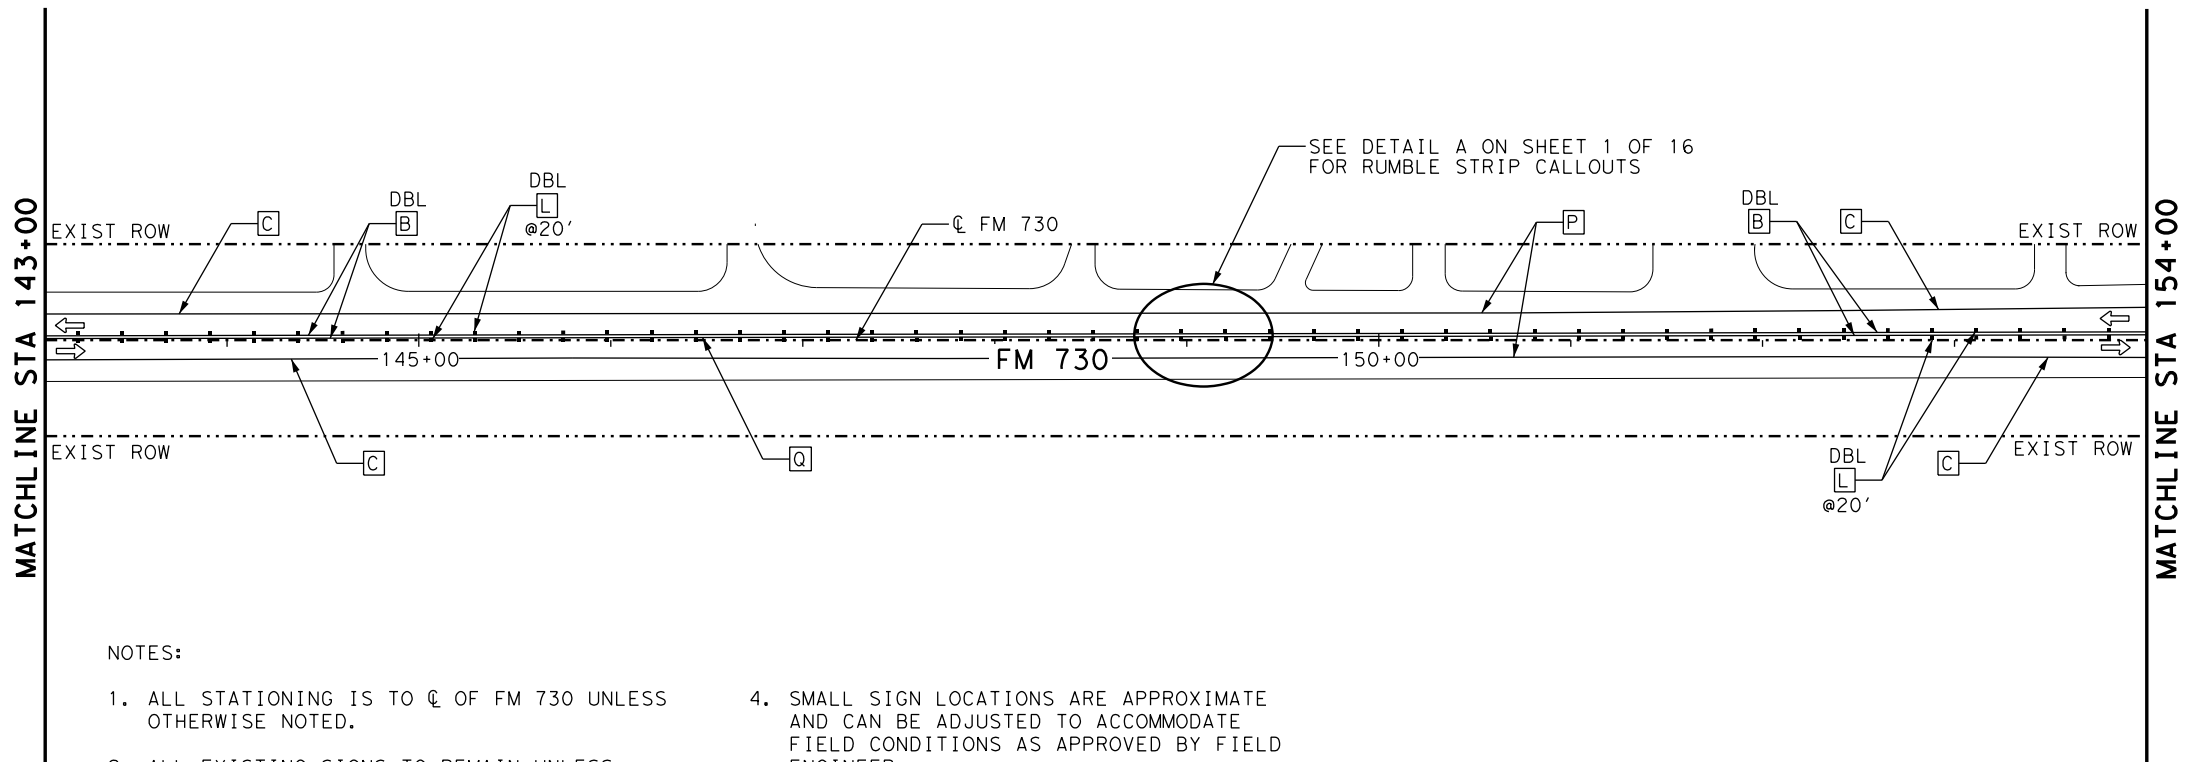 SEE DETAIL A ON SHEET 1 OF 16
FOR RUMBLE STRIP CALLOUTS
DBL
L
@20'
DBL
B
C
EXIST ROW
℄ FM 730
P
DBL
B
C
EXIST ROW
MATCHLINE STA 143+00
MATCHLINE STA 154+00
145+00
FM 730
150+00
EXIST ROW
C
Q
DBL
L
@20'
C
EXIST ROW
NOTES:
1. ALL STATIONING IS TO ℄ OF FM 730 UNLESS
OTHERWISE NOTED.
4. SMALL SIGN LOCATIONS ARE APPROXIMATE
AND CAN BE ADJUSTED TO ACCOMMODATE
FIELD CONDITIONS AS APPROVED BY FIELD